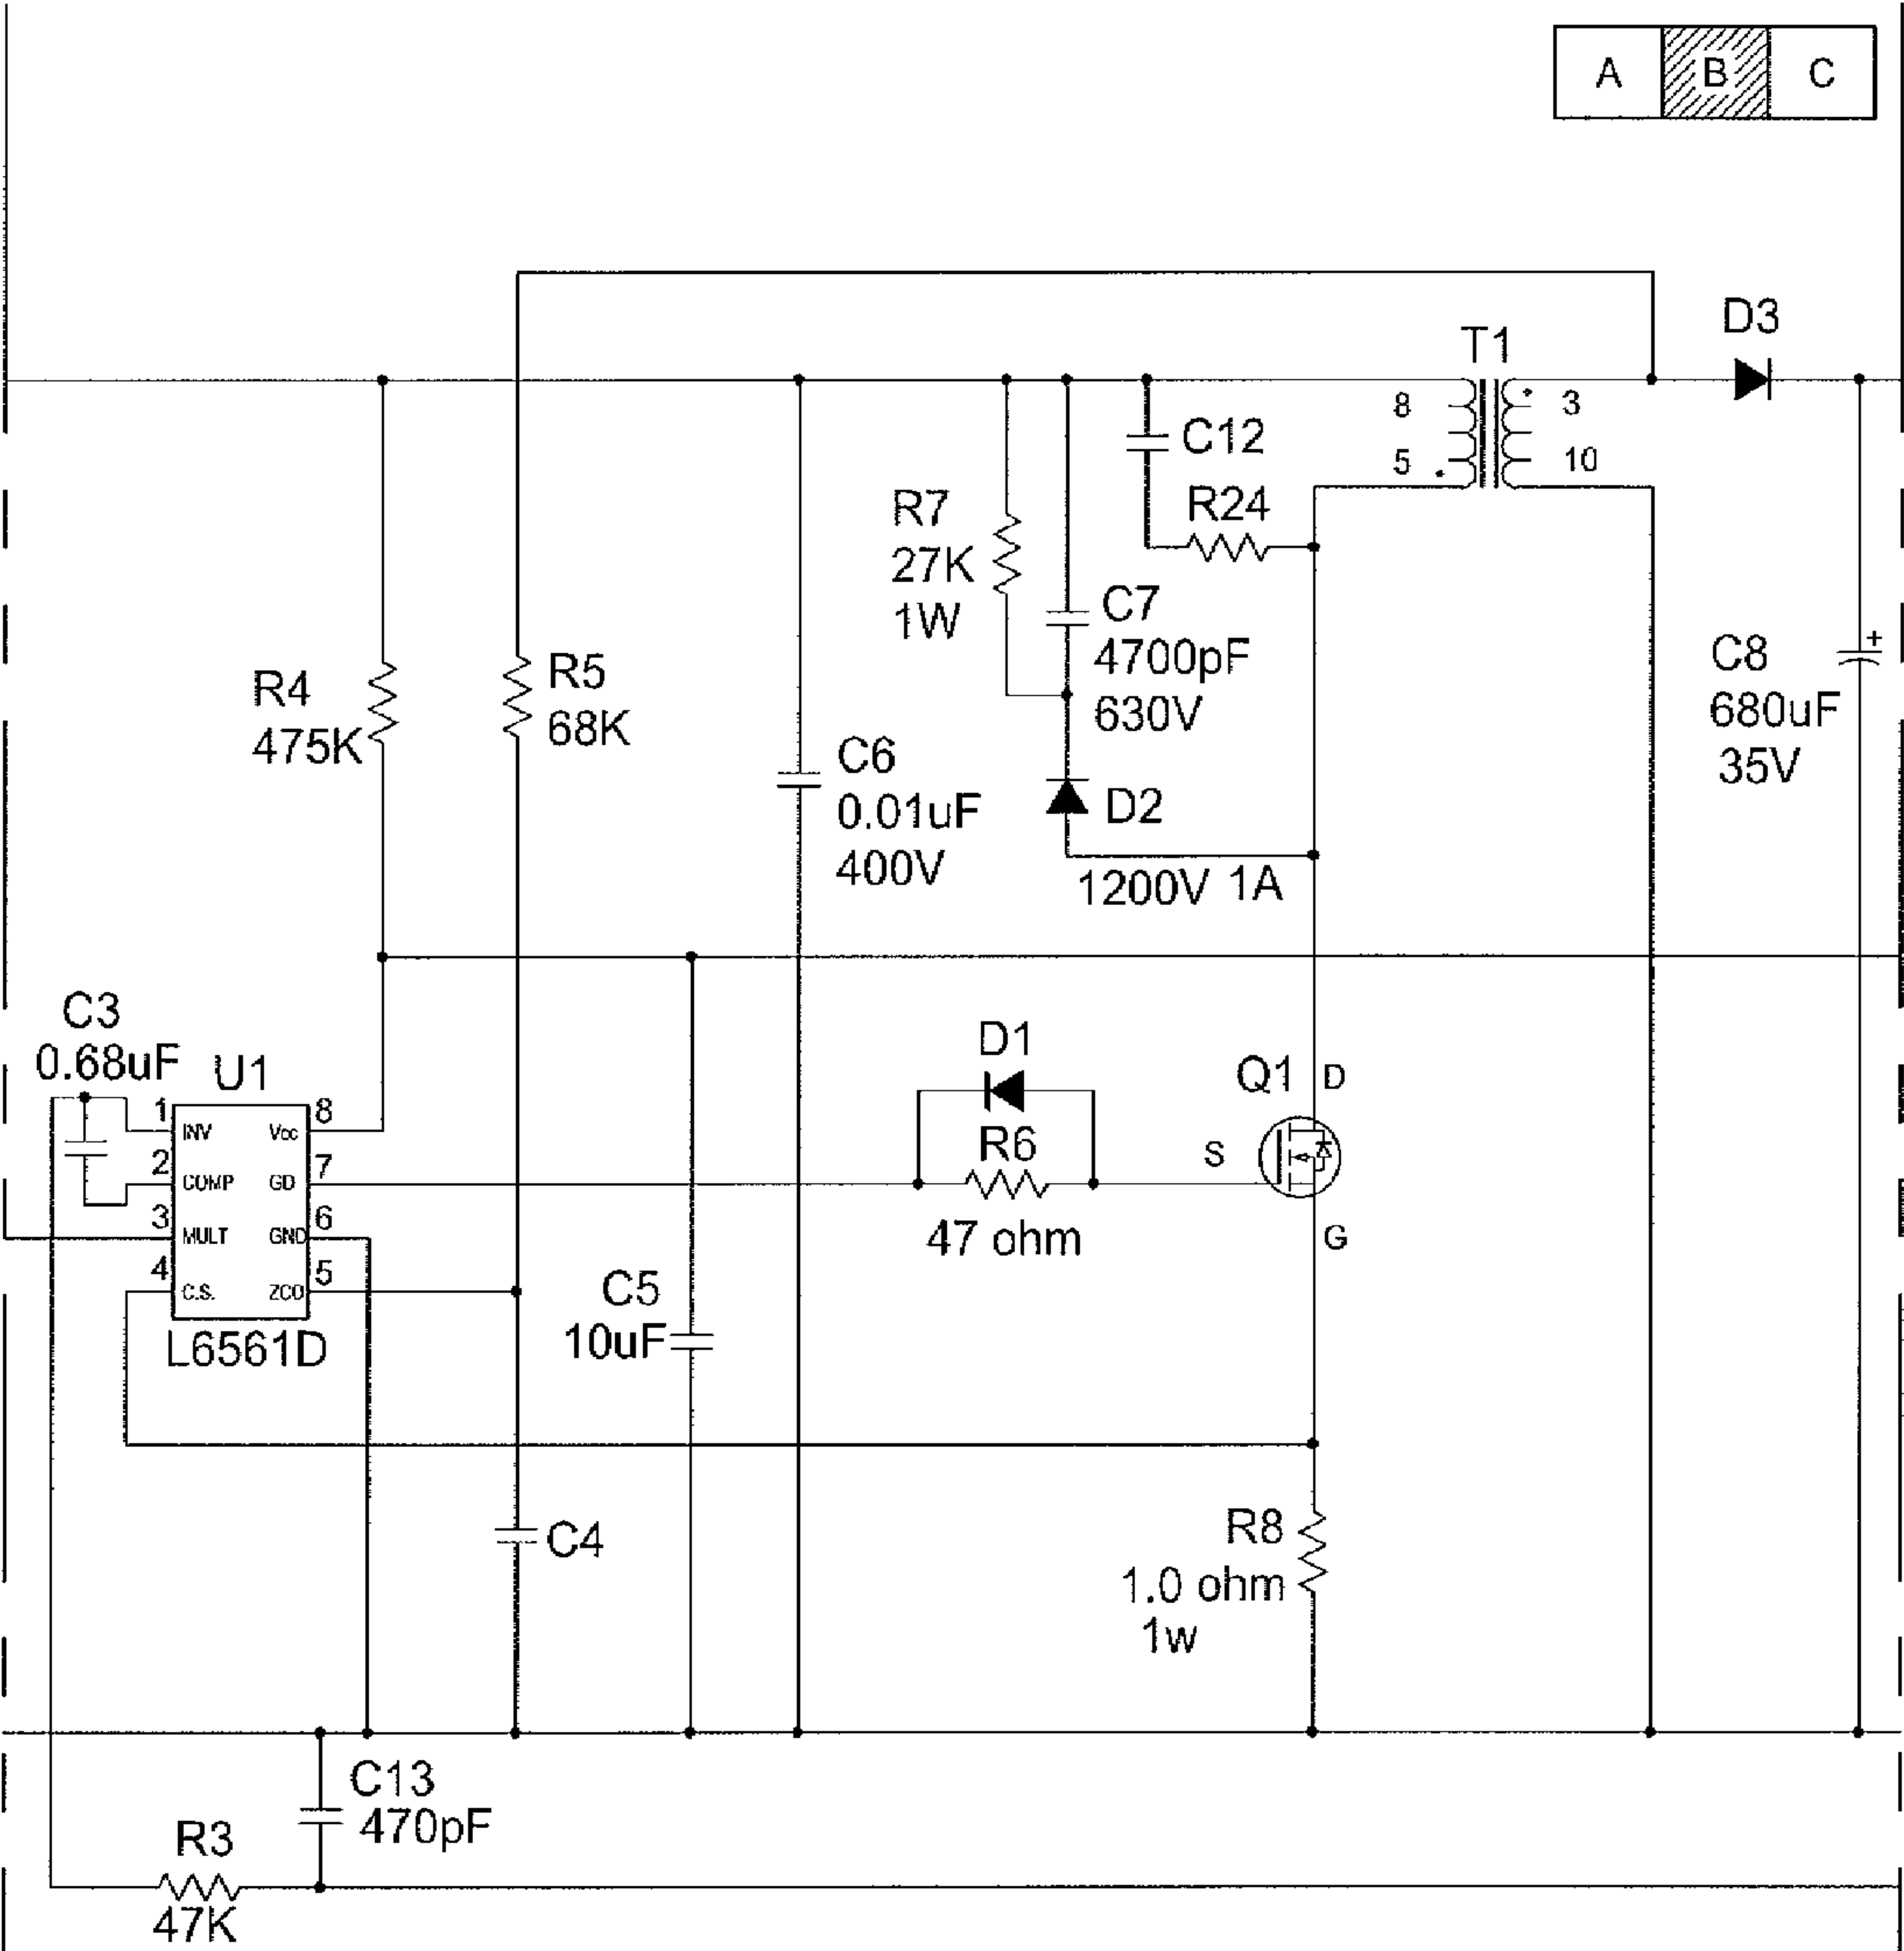 A B C
D3
T1
8
3
5
10
C12
R24
R7
27K
1W
C7
4700pF
630V
C8
680uF
35V
+
R4
475K
R5
68K
C6
0.01uF
400V
D2
1200V 1A
C3
0.68uF
U1
1 INV Vcc 8
2 COMP GD 7
3 MULT GND 6
4 C.S. ZCD 5
L6561D
D1
R6
47 ohm
Q1
D
S
G
C5
10uF
C4
R8
1.0 ohm
1w
C13
470pF
R3
47K